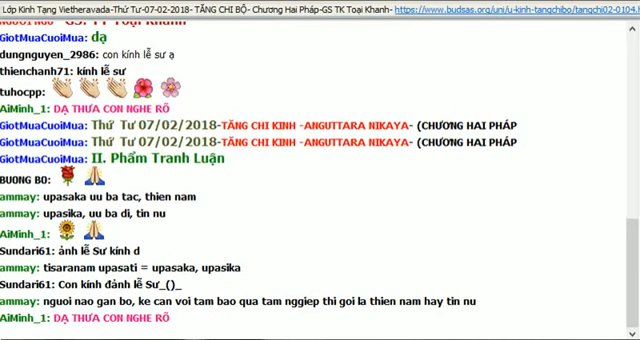 Lớp Kinh Tạng Vietheravada-Thứ Tư-07-02-2018- TĂNG CHI BỘ- Chương Hai Pháp-GS TK Toại Khanh- https://www.budsas.org/uni/u-kinh-tangchibo/tangchi02-0104.h
GS. TK Toại Khanh
GiotMuaCuoiMua: dạ
dungnguyen_2986: con kính lễ sư ạ
thienchanh71: kính lễ sư
tuhocpp:
AiMinh_1: DẠ THƯA CON NGHE RÕ
GiotMuaCuoiMua: Thứ Tư 07/02/2018-TĂNG CHI KINH -ANGUTTARA NIKAYA- (CHƯƠNG HAI PHÁP
GiotMuaCuoiMua: Thứ Tư 07/02/2018-TĂNG CHI KINH -ANGUTTARA NIKAYA- (CHƯƠNG HAI PHÁP
GiotMuaCuoiMua: II. Phẩm Tranh Luận
BUONG BO:
ammay: upasaka uu ba tac, thien nam
ammay: upasika, uu ba di, tin nu
AiMinh_1:
Sundari61: ảnh lễ Sư kính d
ammay: tisaranam upasati = upasaka, upasika
Sundari61: Con kính đảnh lễ Sư_()_
ammay: nguoi nao gan bo, ke can voi tam bao qua tam nggiep thi goi la thien nam hay tin nu
AiMinh_1: DẠ THƯA CON NGHE RÕ